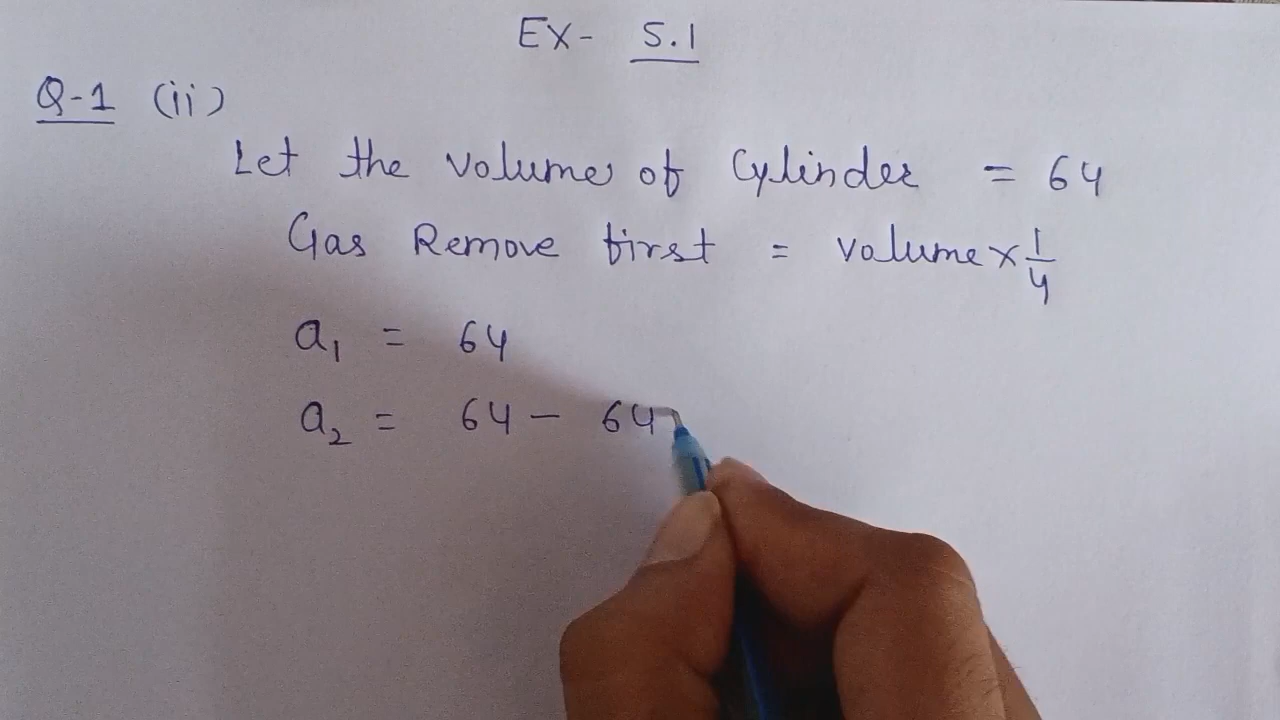 EX- 5.1
Q-1 (ii)
Let the volume of Cylinder = 64
Gas Remove first = volume × 1/4
a₁ = 64
a₂ = 64 - 64